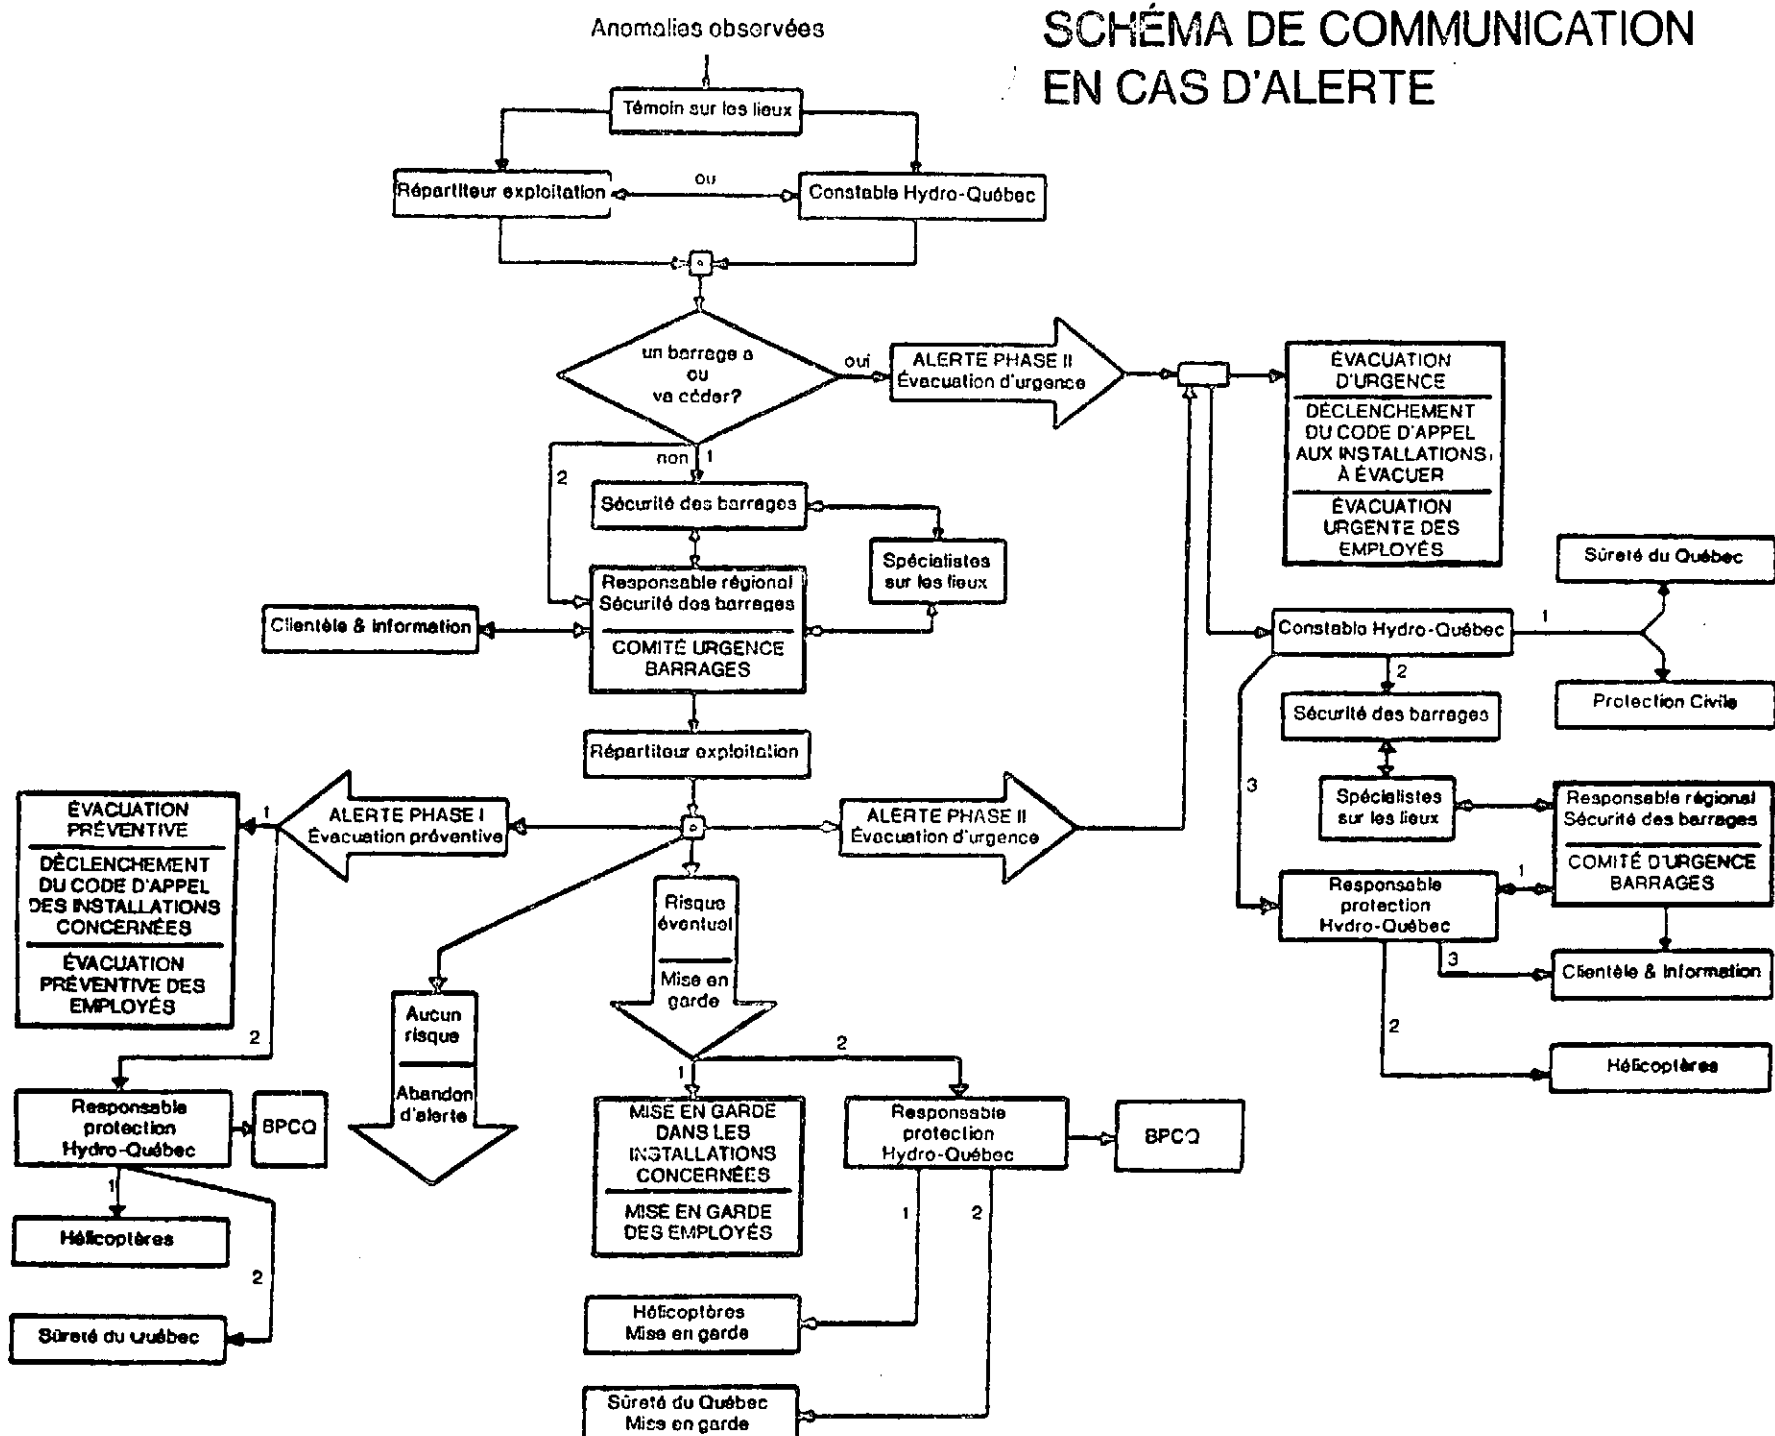 SCHÉMA DE COMMUNICATION
EN CAS D'ALERTE
Anomalies observées
Témoin sur les lieux
Répartiteur exploitation
ou
Constable Hydro-Québec
un barrage a
ou
va céder?
oui
ALERTE PHASE II
Évacuation d'urgence
ÉVACUATION
D'URGENCE
DÉCLENCHEMENT
DU CODE D'APPEL
AUX INSTALLATIONS
À ÉVACUER
ÉVACUATION
URGENTE DES
EMPLOYÉS
non
1
2
Sécurité des barrages
Spécialistes
sur les lieux
Responsable régional
Sécurité des barrages
COMITÉ URGENCE
BARRAGES
Clientèle & Information
Répartiteur exploitation
Sûreté du Québec
Constable Hydro-Québec
1
Protection Civile
2
Sécurité des barrages
3
Spécialistes
sur les lieux
Responsable régional
Sécurité des barrages
COMITÉ D'URGENCE
BARRAGES
Responsable
protection
Hydro-Québec
1
3
Clientèle & Information
2
Hélicoptères
ALERTE PHASE I
Évacuation préventive
ALERTE PHASE II
Évacuation d'urgence
1
ÉVACUATION
PRÉVENTIVE
DÉCLENCHEMENT
DU CODE D'APPEL
DES INSTALLATIONS
CONCERNÉES
ÉVACUATION
PRÉVENTIVE DES
EMPLOYÉS
2
Responsable
protection
Hydro-Québec
BPCQ
1
Hélicoptères
2
Sûreté du Québec
Aucun
risque
Abandon
d'alerte
Risque
éventuel
Mise en
garde
1
2
MISE EN GARDE
DANS LES
INSTALLATIONS
CONCERNÉES
MISE EN GARDE
DES EMPLOYÉS
Responsable
protection
Hydro-Québec
BPCQ
1
2
Hélicoptères
Mise en garde
Sûreté du Québec
Mise en garde